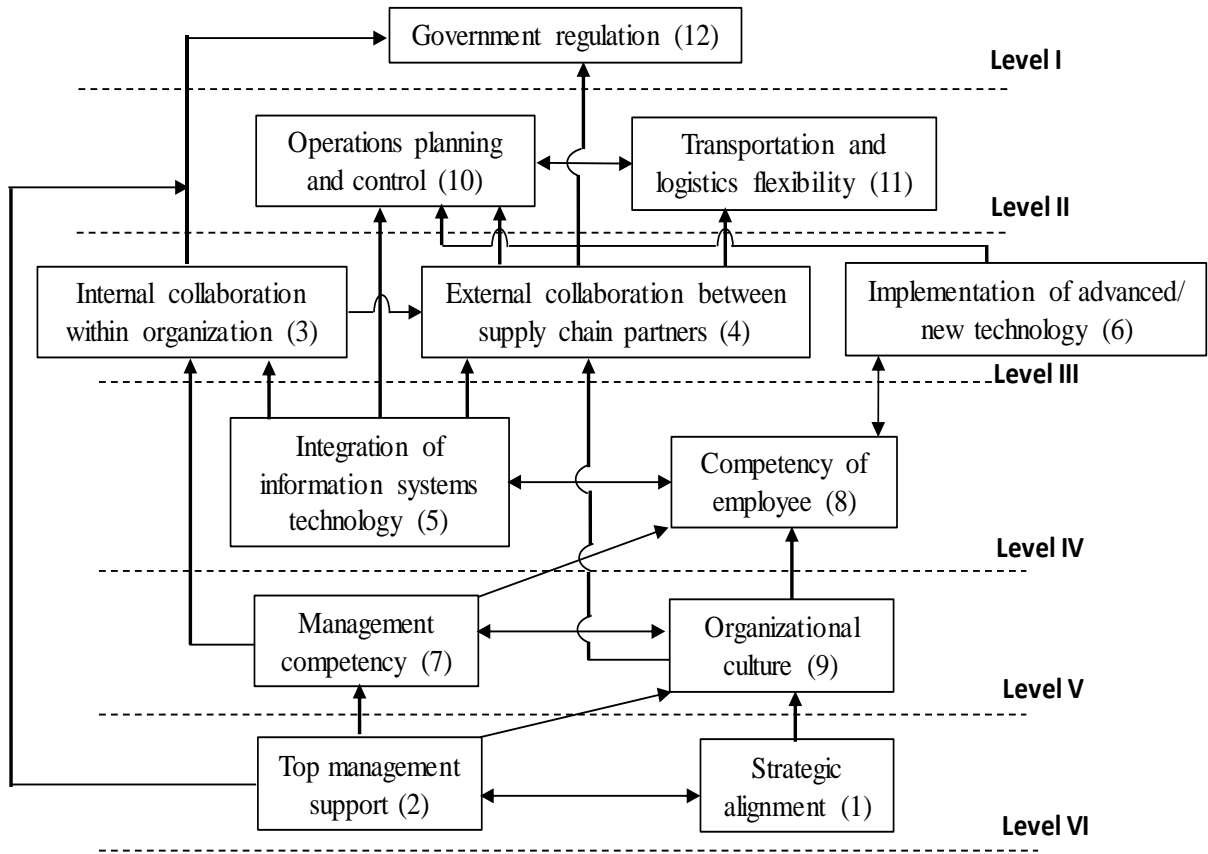 Government regulation (12)
Level I
Operations planning
and control (10)
Transportation and
logistics flexibility (11)
Level II
Internal collaboration
within organization (3)
External collaboration between
supply chain partners (4)
Implementation of advanced/
new technology (6)
Level III
Integration of
information systems
technology (5)
Competency of
employee (8)
Level IV
Management
competency (7)
Organizational
culture (9)
Level V
Top management
support (2)
Strategic
alignment (1)
Level VI